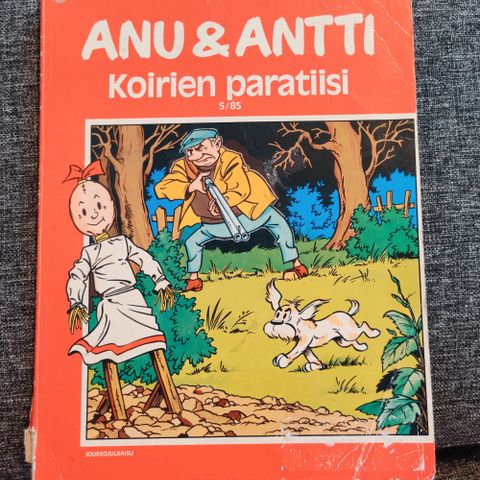 ANU & ANTTI
Koirien paratiisi
5/85
JOUKKOJULKAISU